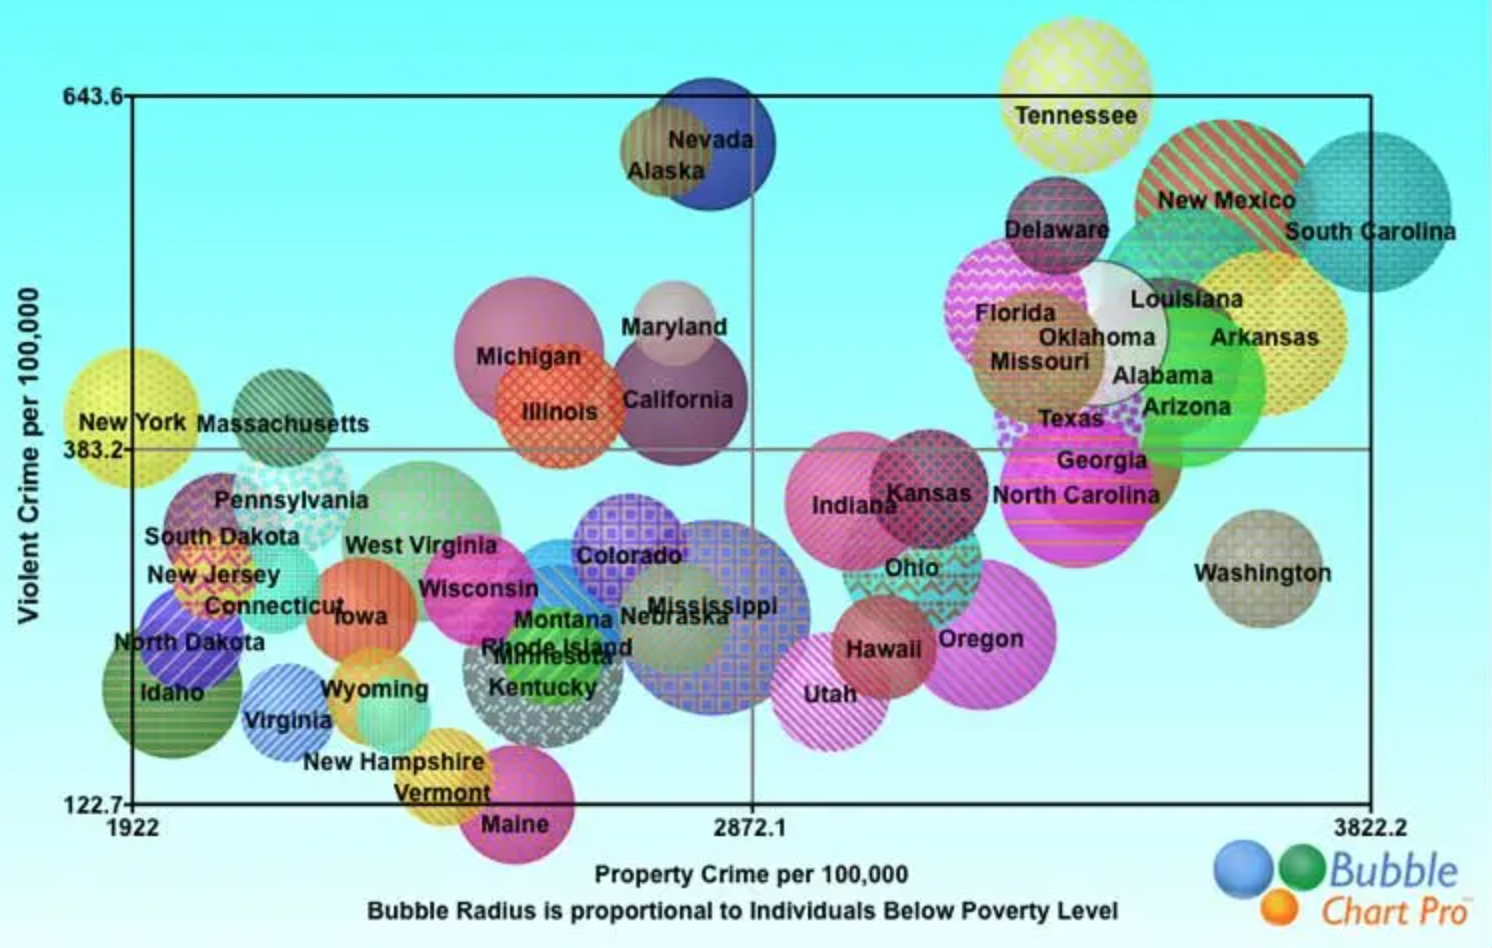 643.6
Tennessee
Nevada
Alaska
New Mexico
Delaware
South Carolina
Louisiana
Florida
Maryland
Oklahoma
Arkansas
Michigan
Missouri
Alabama
California
Arizona
Illinois
Texas
New York
Massachusetts
383.2
Georgia
Indiana
Kansas
North Carolina
Pennsylvania
South Dakota
West Virginia
Colorado
Ohio
Washington
New Jersey
Wisconsin
Connecticut
Iowa
Montana
Nebraska
Mississippi
North Dakota
Rhode Island
Minnesota
Hawaii
Oregon
Idaho
Wyoming
Kentucky
Utah
Virginia
New Hampshire
Vermont
Maine
122.7
1922
2872.1
3822.2
Violent Crime per 100,000
Property Crime per 100,000
Bubble Radius is proportional to Individuals Below Poverty Level
Bubble
Chart Pro